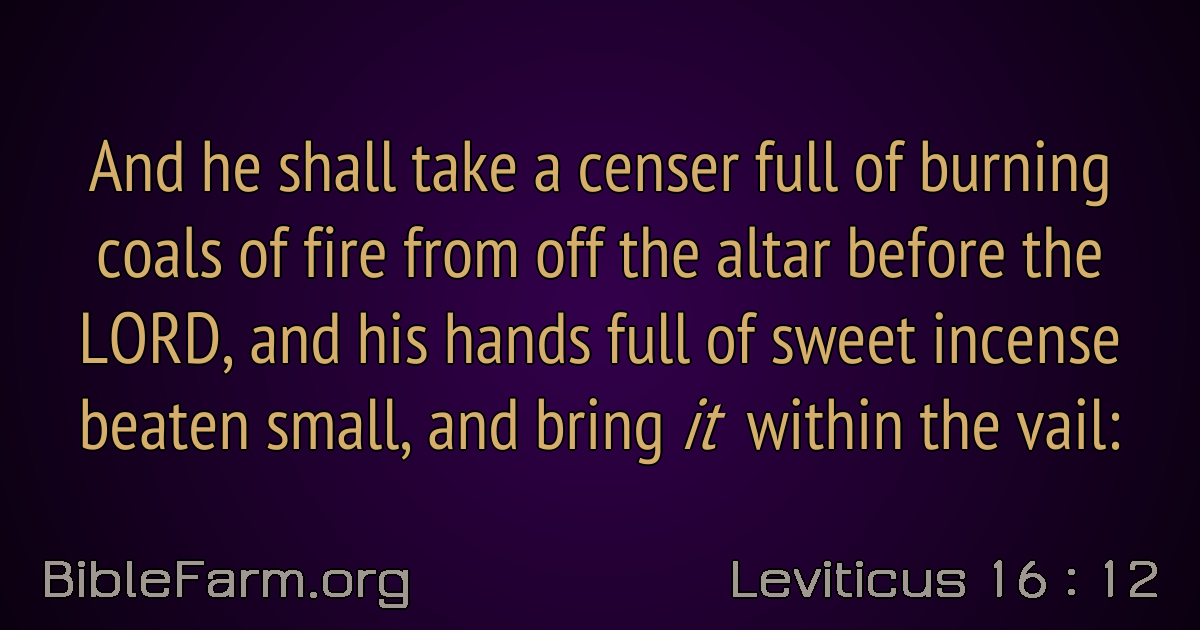 And he shall take a censer full of burning
coals of fire from off the altar before the
LORD, and his hands full of sweet incense
beaten small, and bring it within the vail:
BibleFarm.org
Leviticus 16 : 12